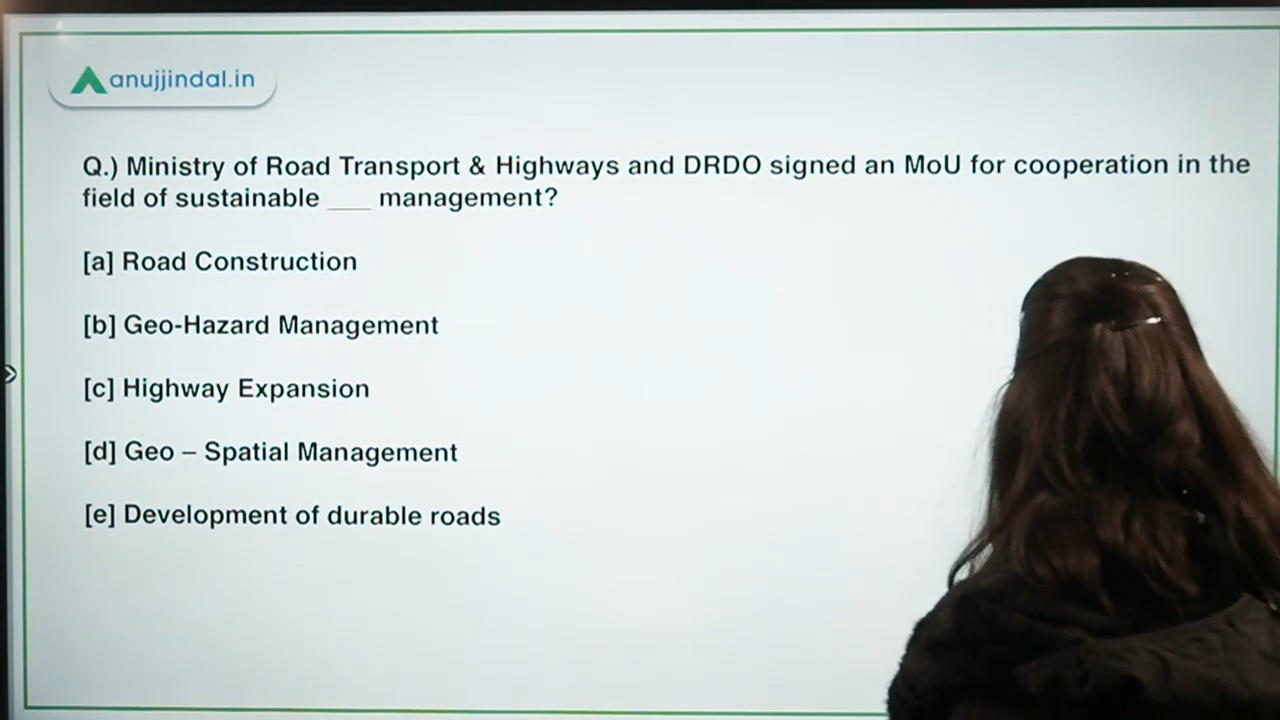 anujjindal.in
Q.) Ministry of Road Transport & Highways and DRDO signed an MoU for cooperation in the
field of sustainable ___ management?
[a] Road Construction
[b] Geo-Hazard Management
[c] Highway Expansion
[d] Geo – Spatial Management
[e] Development of durable roads